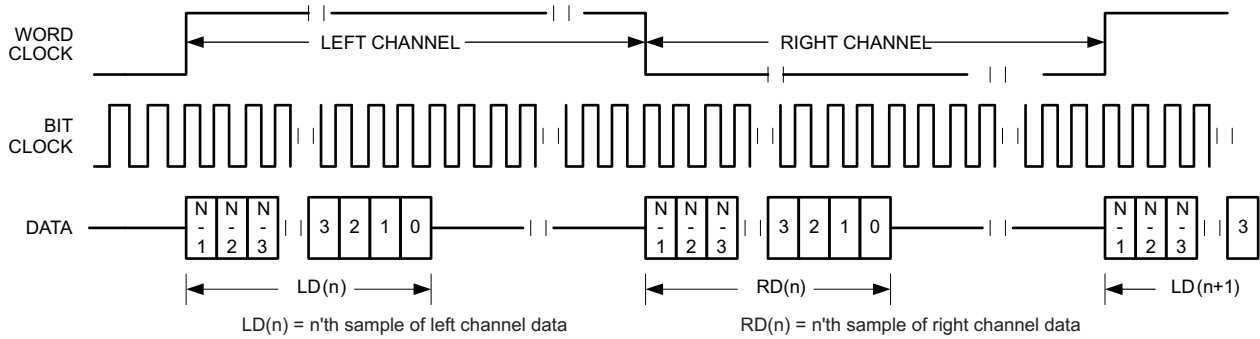 WORD
CLOCK
LEFT CHANNEL
RIGHT CHANNEL
BIT
CLOCK
DATA
N-1 N-2 N-3 3 2 1 0 N-1 N-2 N-3 3 2 1 0 N-1 N-2 N-3 3
LD(n) RD(n) LD(n+1)
LD(n) = n'th sample of left channel data
RD(n) = n'th sample of right channel data